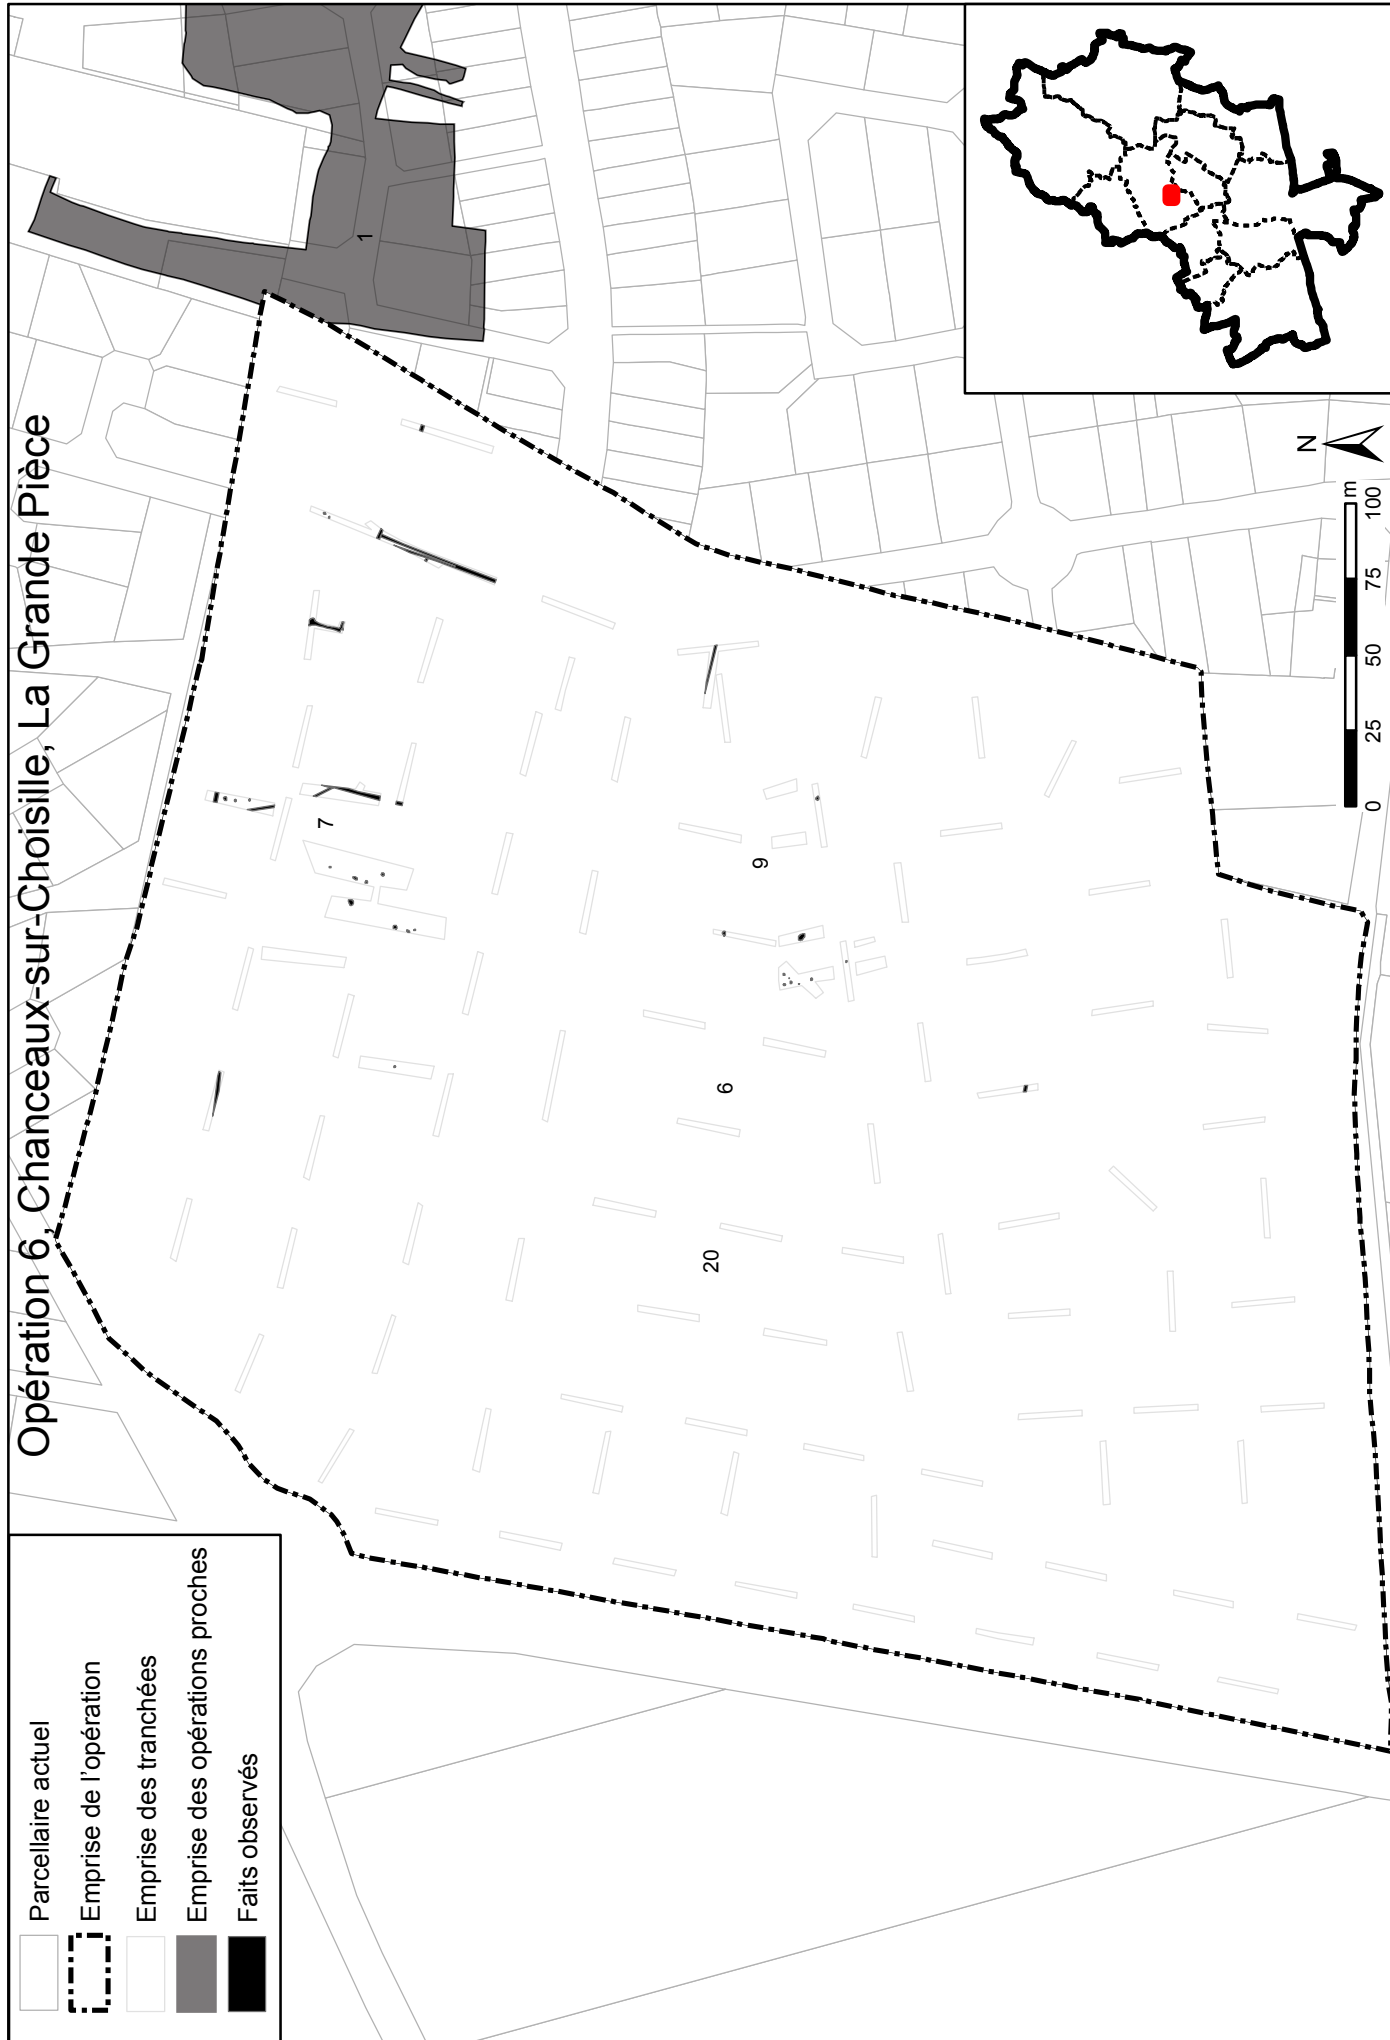 Opération 6, Chanceaux-sur-Choisille, La Grande Pièce
Parcellaire actuel
Emprise de l'opération
Emprise des tranchées
Emprise des opérations proches
Faits observés
1
7
9
6
20
N
m
0 25 50 75 100